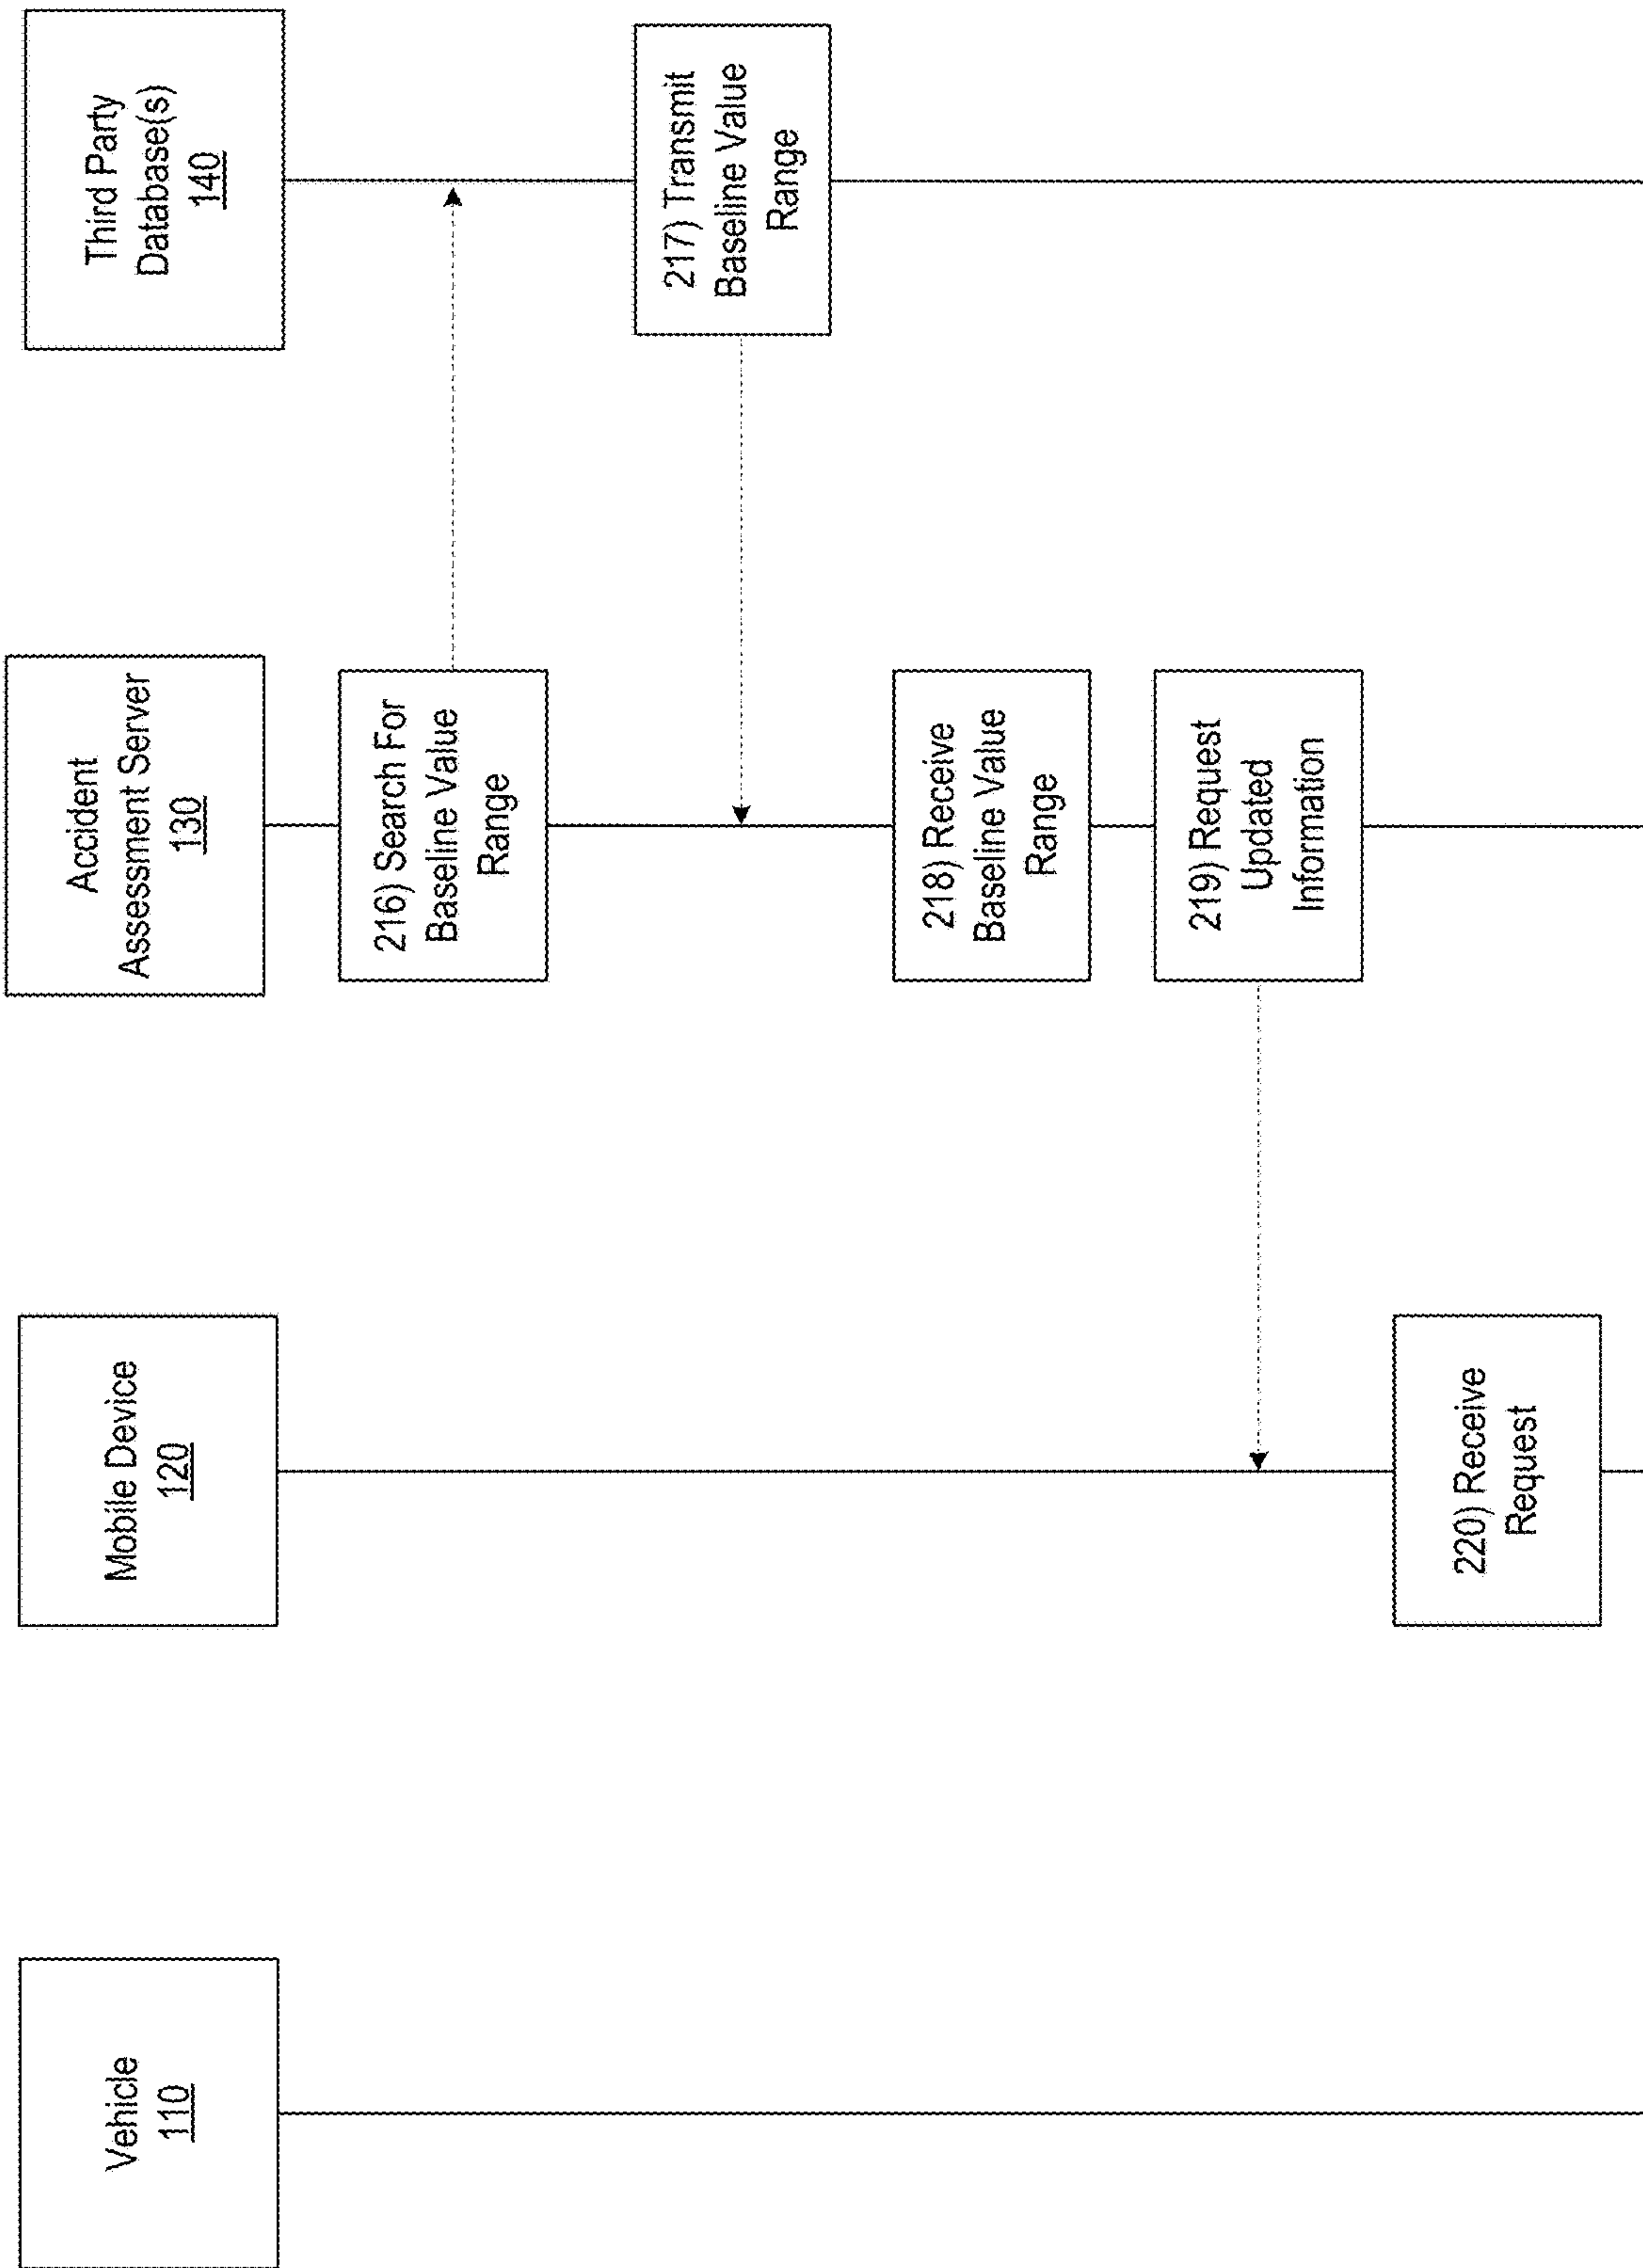 Vehicle
110
Mobile Device
120
Accident
Assessment Server
130
Third Party
Database(s)
140
216) Search For
Baseline Value
Range
217) Transmit
Baseline Value
Range
218) Receive
Baseline Value
Range
219) Request
Updated
Information
220) Receive
Request